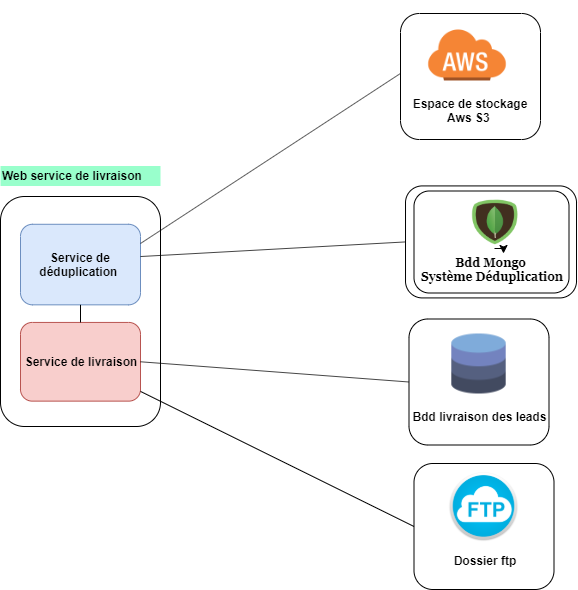 AWS
Espace de stockage
Aws S3
Web service de livraison
Service de
déduplication
Bdd Mongo
Système Déduplication
Service de livraison
Bdd livraison des leads
FTP
Dossier ftp